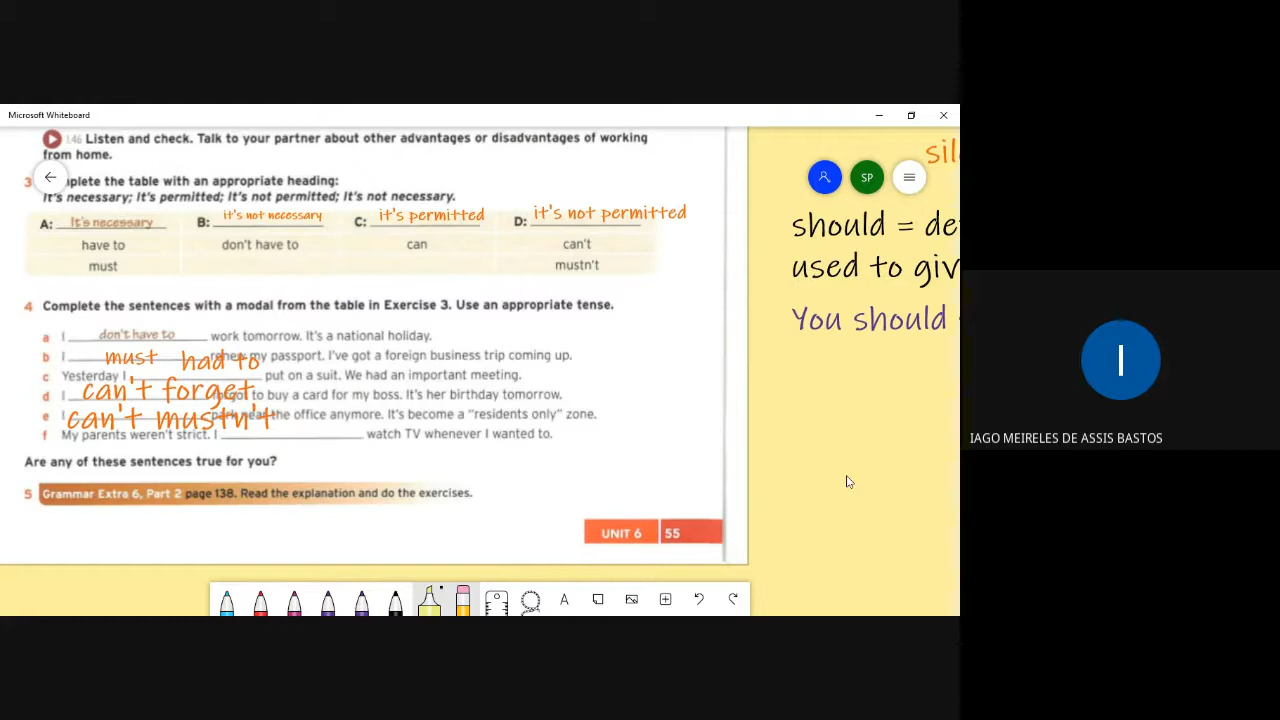 Microsoft Whiteboard
silo
1.46 Listen and check. Talk to your partner about other advantages or disadvantages of working
from home.
3 plete the table with an appropriate heading:
It's necessary; It's permitted; It's not permitted; It's not necessary.
A: It's necessary B: it's not necessary C: it's permitted D: it's not permitted
have to don't have to can can't
must mustn't
4 Complete the sentences with a modal from the table in Exercise 3. Use an appropriate tense.
a I don't have to work tomorrow. It's a national holiday.
b I must my passport. I've got a foreign business trip coming up.
had to
c Yesterday I put on a suit. We had an important meeting.
d I can't forget to buy a card for my boss. It's her birthday tomorrow.
e I can't mustn't the office anymore. It's become a "residents only" zone.
f My parents weren't strict. I watch TV whenever I wanted to.
Are any of these sentences true for you?
5 Grammar Extra 6, Part 2 page 138. Read the explanation and do the exercises.
UNIT 6 55
SP
should = de
used to giv
You should
A
I
IAGO MEIRELES DE ASSIS BASTOS